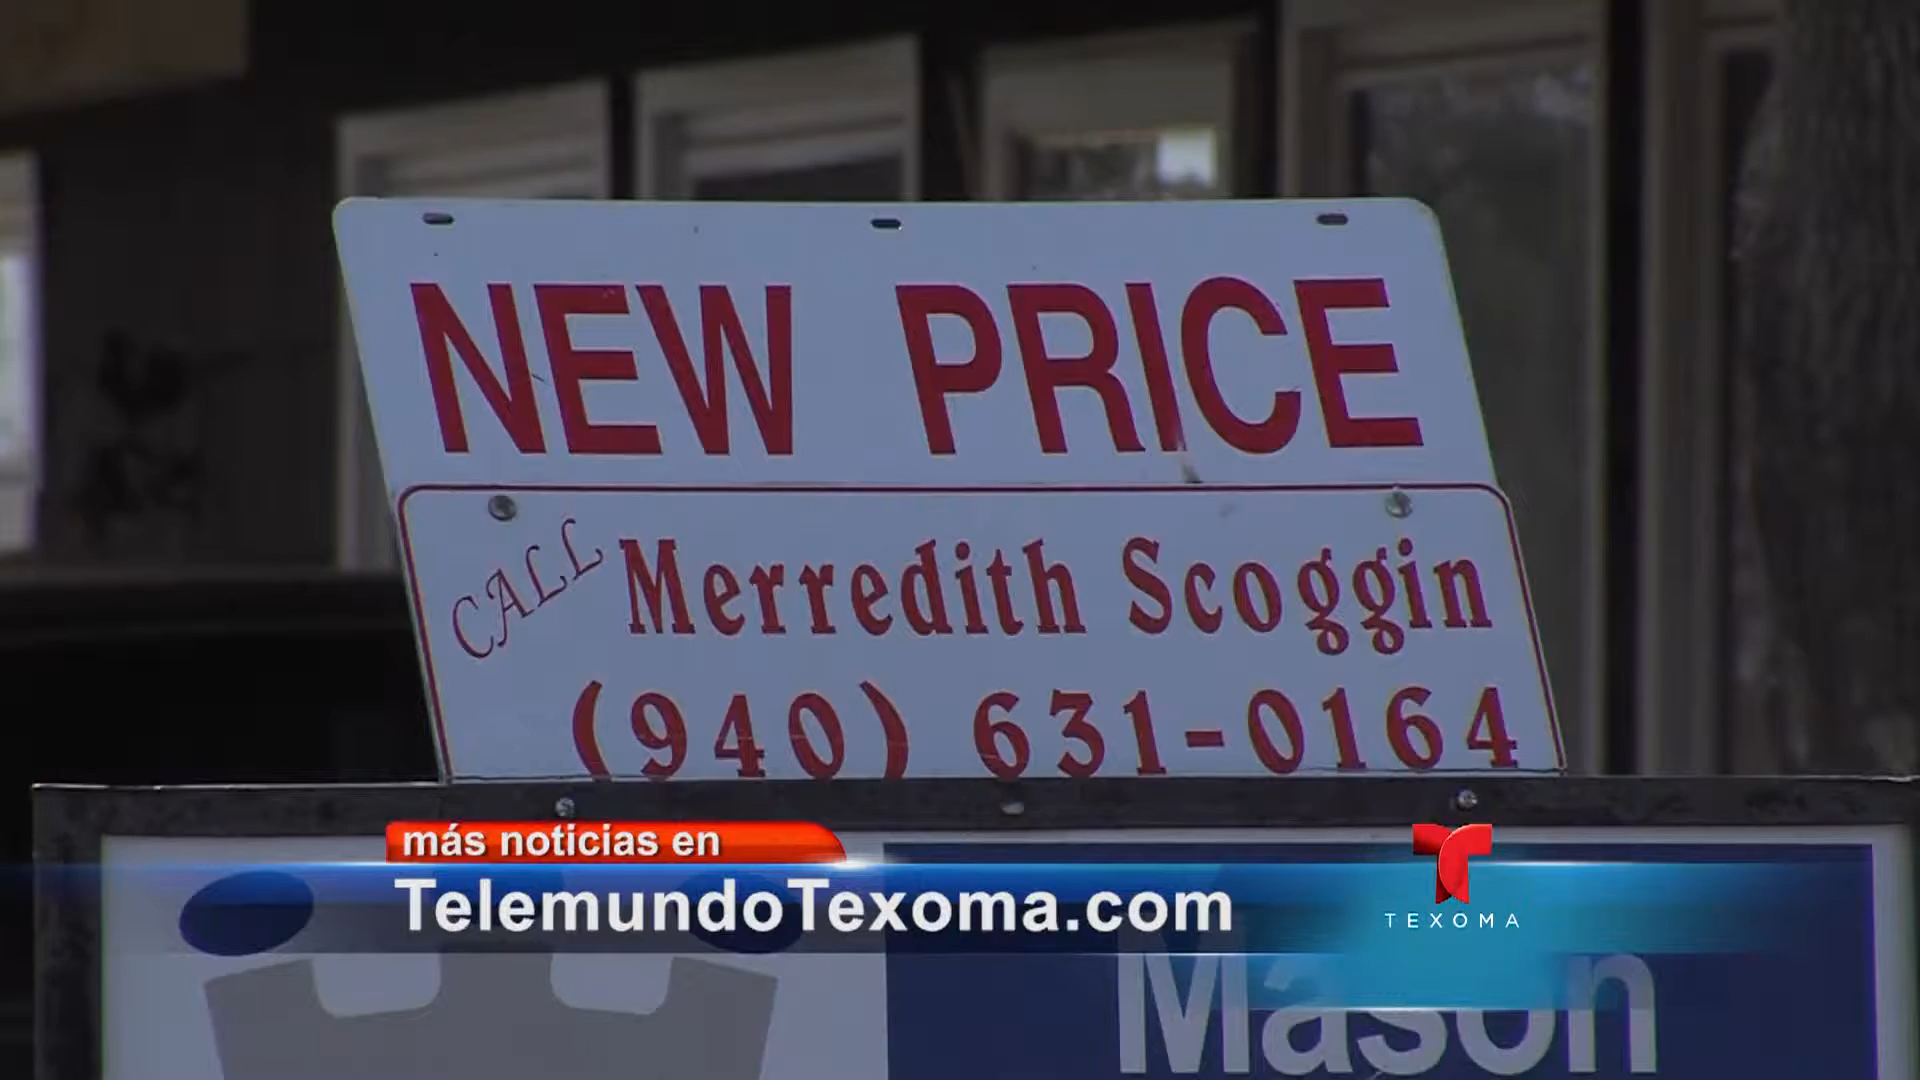 NEW PRICE
CALL Merredith Scoggin
(940) 631-0164
más noticias en
TelemundoTexoma.com
TEXOMA
Mason